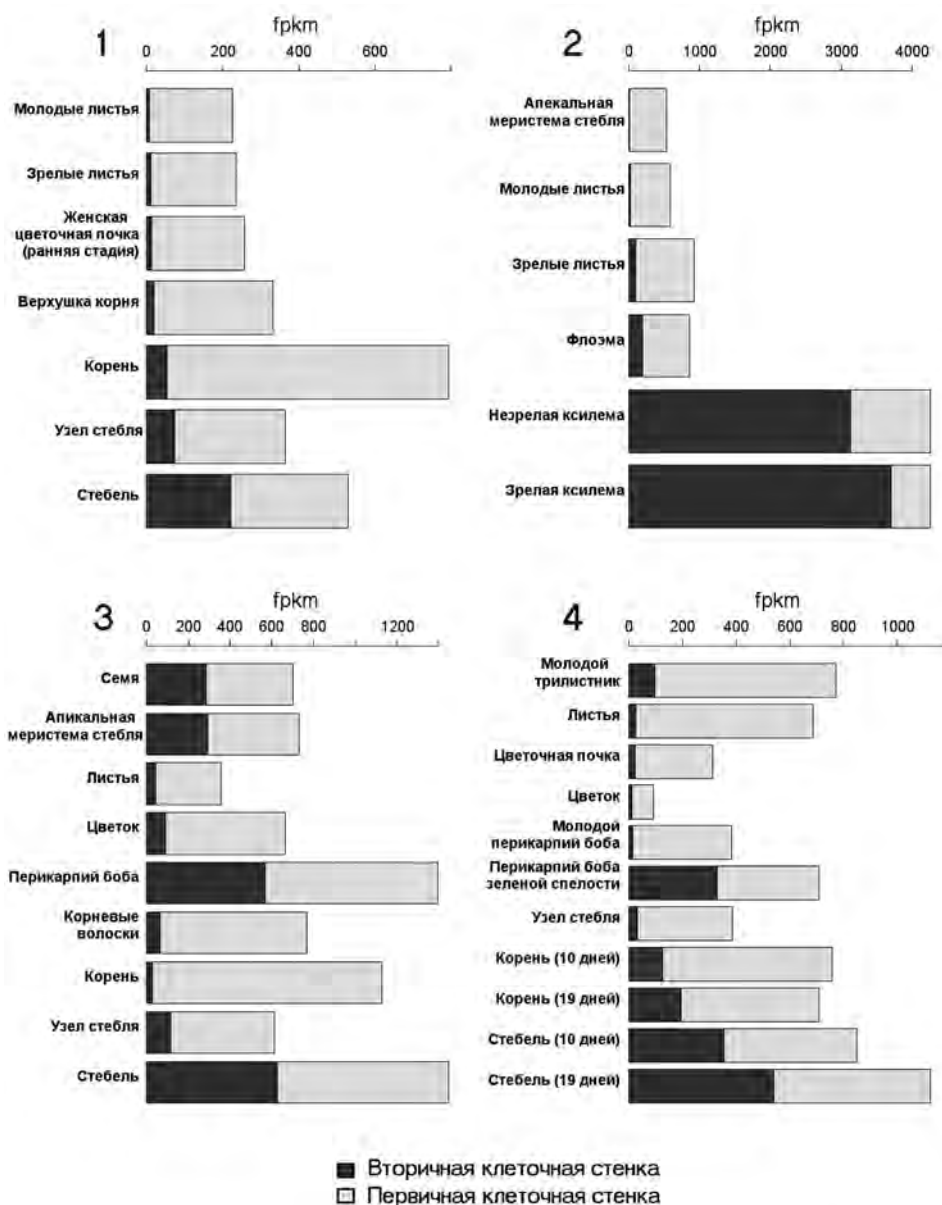 1
fpkm
0 200 400 600
Молодые листья
Зрелые листья
Женская
цветочная почка
(ранняя стадия)
Верхушка корня
Корень
Узел стебля
Стебель
2
fpkm
0 1000 2000 3000 4000
Апекальная
меристема стебля
Молодые листья
Зрелые листья
Флоэма
Незрелая ксилема
Зрелая ксилема
3
fpkm
0 200 400 600 800 1200
Семя
Апикальная
меристема стебля
Листья
Цветок
Перикарпий боба
Корневые
волоски
Корень
Узел стебля
Стебель
4
fpkm
0 200 400 600 800 1000
Молодой
трилистник
Листья
Цветочная почка
Цветок
Молодой
перикарпий боба
Перикарпий боба
зеленой спелости
Узел стебля
Корень (10 дней)
Корень (19 дней)
Стебель (10 дней)
Стебель (19 дней)
Вторичная клеточная стенка
Первичная клеточная стенка